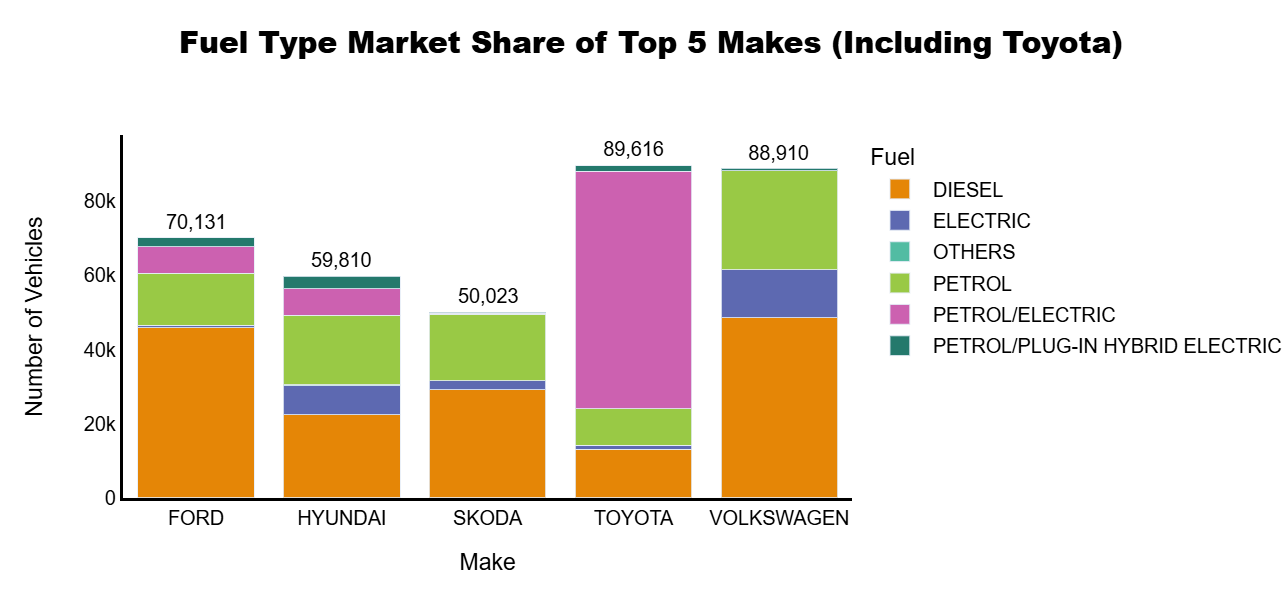 Fuel Type Market Share of Top 5 Makes (Including Toyota)
Number of Vehicles
80k
60k
40k
20k
0
70,131
59,810
50,023
89,616
88,910
FORD
HYUNDAI
SKODA
TOYOTA
VOLKSWAGEN
Make
Fuel
DIESEL
ELECTRIC
OTHERS
PETROL
PETROL/ELECTRIC
PETROL/PLUG-IN HYBRID ELECTRIC